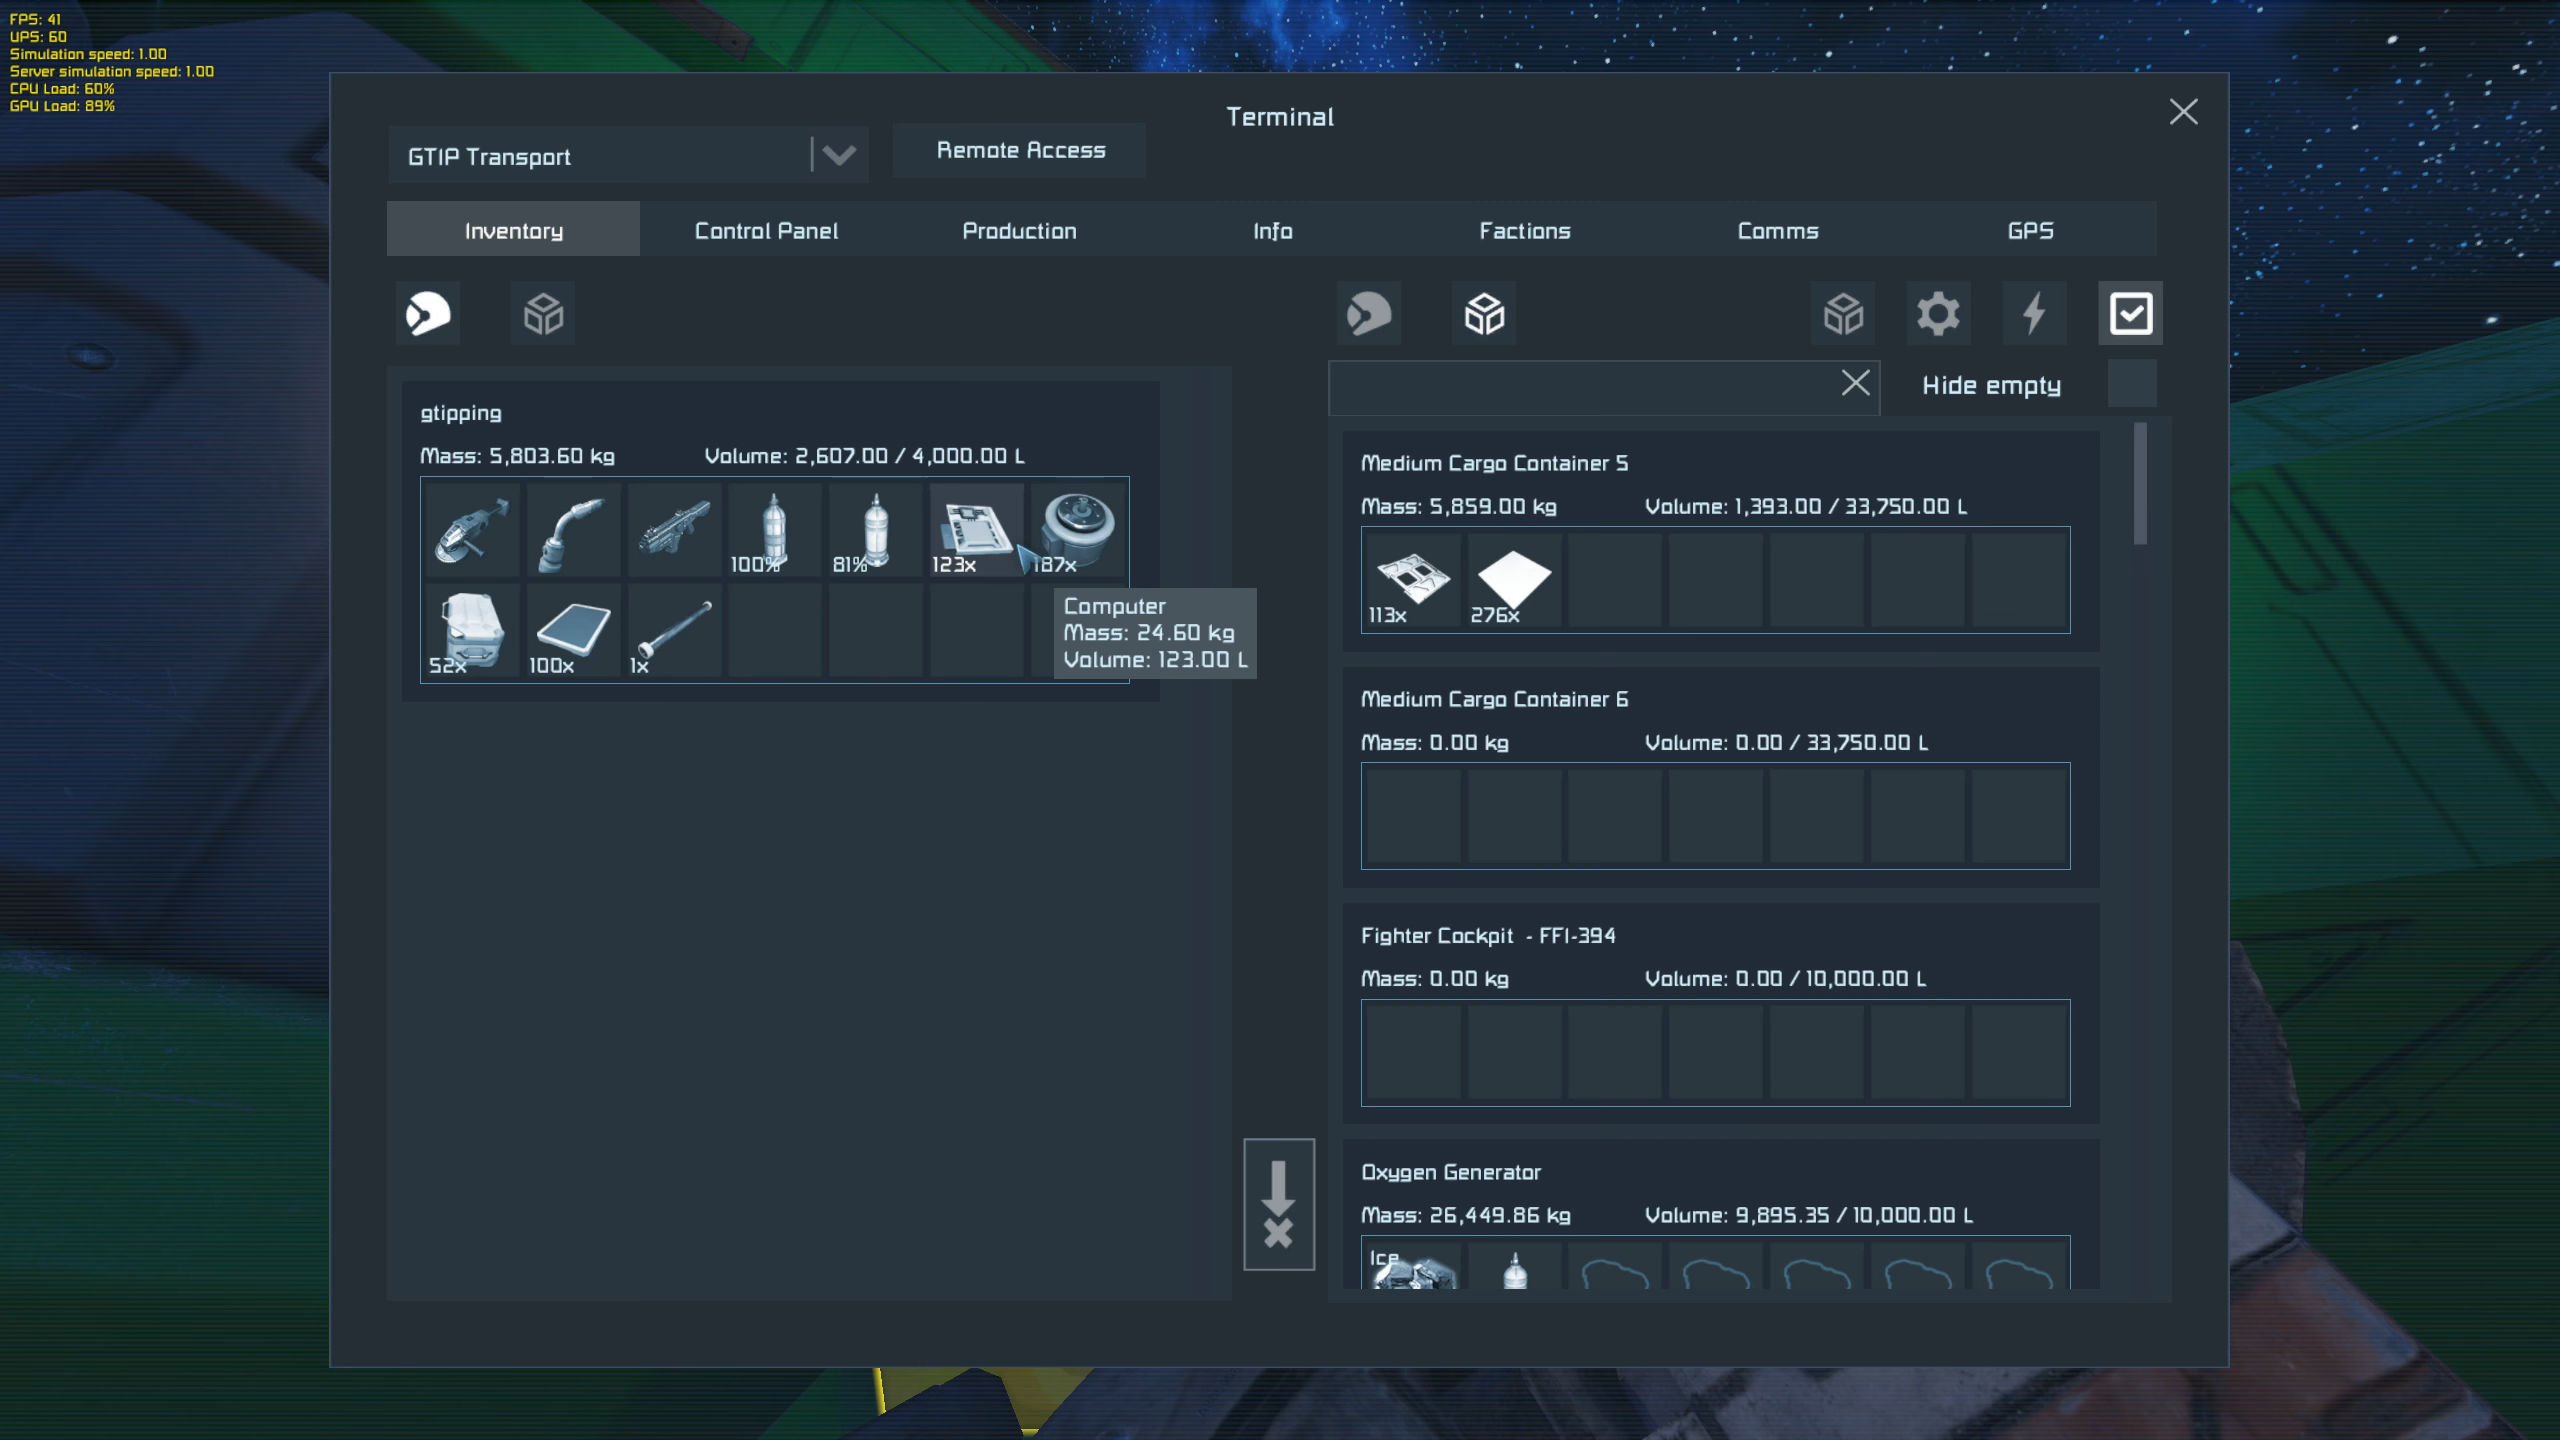 FPS: 41
UPS: 60
Simulation speed: 1.00
Server simulation speed: 1.00
CPU Load: 60%
GPU Load: 89%
Terminal
GTIP Transport
Remote Access
Inventory
Control Panel
Production
Info
Factions
Comms
GPS
Hide empty
gtipping
Mass: 5,803.60 kg
Volume: 2,607.00 / 4,000.00 L
100%
81%
123x
187x
52x
100x
1x
Computer
Mass: 24.60 kg
Volume: 123.00 L
Medium Cargo Container 5
Mass: 5,859.00 kg
Volume: 1,393.00 / 33,750.00 L
113x
276x
Medium Cargo Container 6
Mass: 0.00 kg
Volume: 0.00 / 33,750.00 L
Fighter Cockpit - FFI-394
Mass: 0.00 kg
Volume: 0.00 / 10,000.00 L
Oxygen Generator
Mass: 26,449.86 kg
Volume: 9,895.35 / 10,000.00 L
Ice